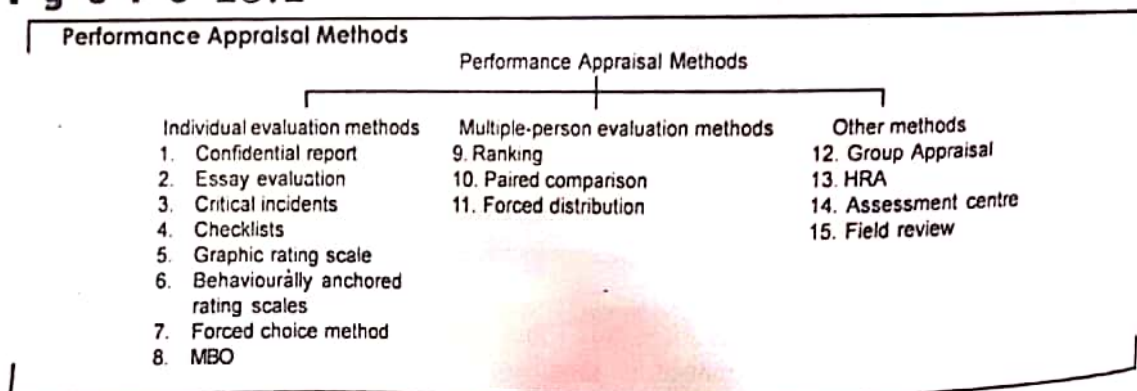 Performance Appraisal Methods
Performance Appraisal Methods
Individual evaluation methods
1. Confidential report
2. Essay evaluation
3. Critical incidents
4. Checklists
5. Graphic rating scale
6. Behaviourally anchored
rating scales
7. Forced choice method
8. MBO
Multiple-person evaluation methods
9. Ranking
10. Paired comparison
11. Forced distribution
Other methods
12. Group Appraisal
13. HRA
14. Assessment centre
15. Field review